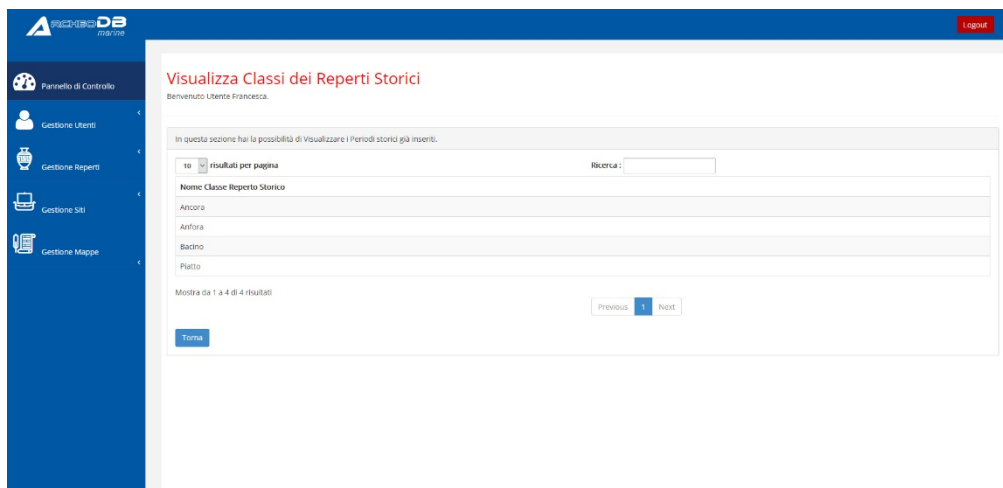 ARCHEODB
marine
Logout
Pannello di Controllo
Gestione Utenti
Gestione Reperti
Gestione Siti
Gestione Mappe
Visualizza Classi dei Reperti Storici
Benvenuto Utente Francesca.
In questa sezione hai la possibilità di Visualizzare i Periodi storici già inseriti.
10 risultati per pagina
Ricerca :
Nome Classe Reperto Storico
Ancora
Anfora
Bacino
Piatto
Mostra da 1 a 4 di 4 risultati
Previous 1 Next
Torna